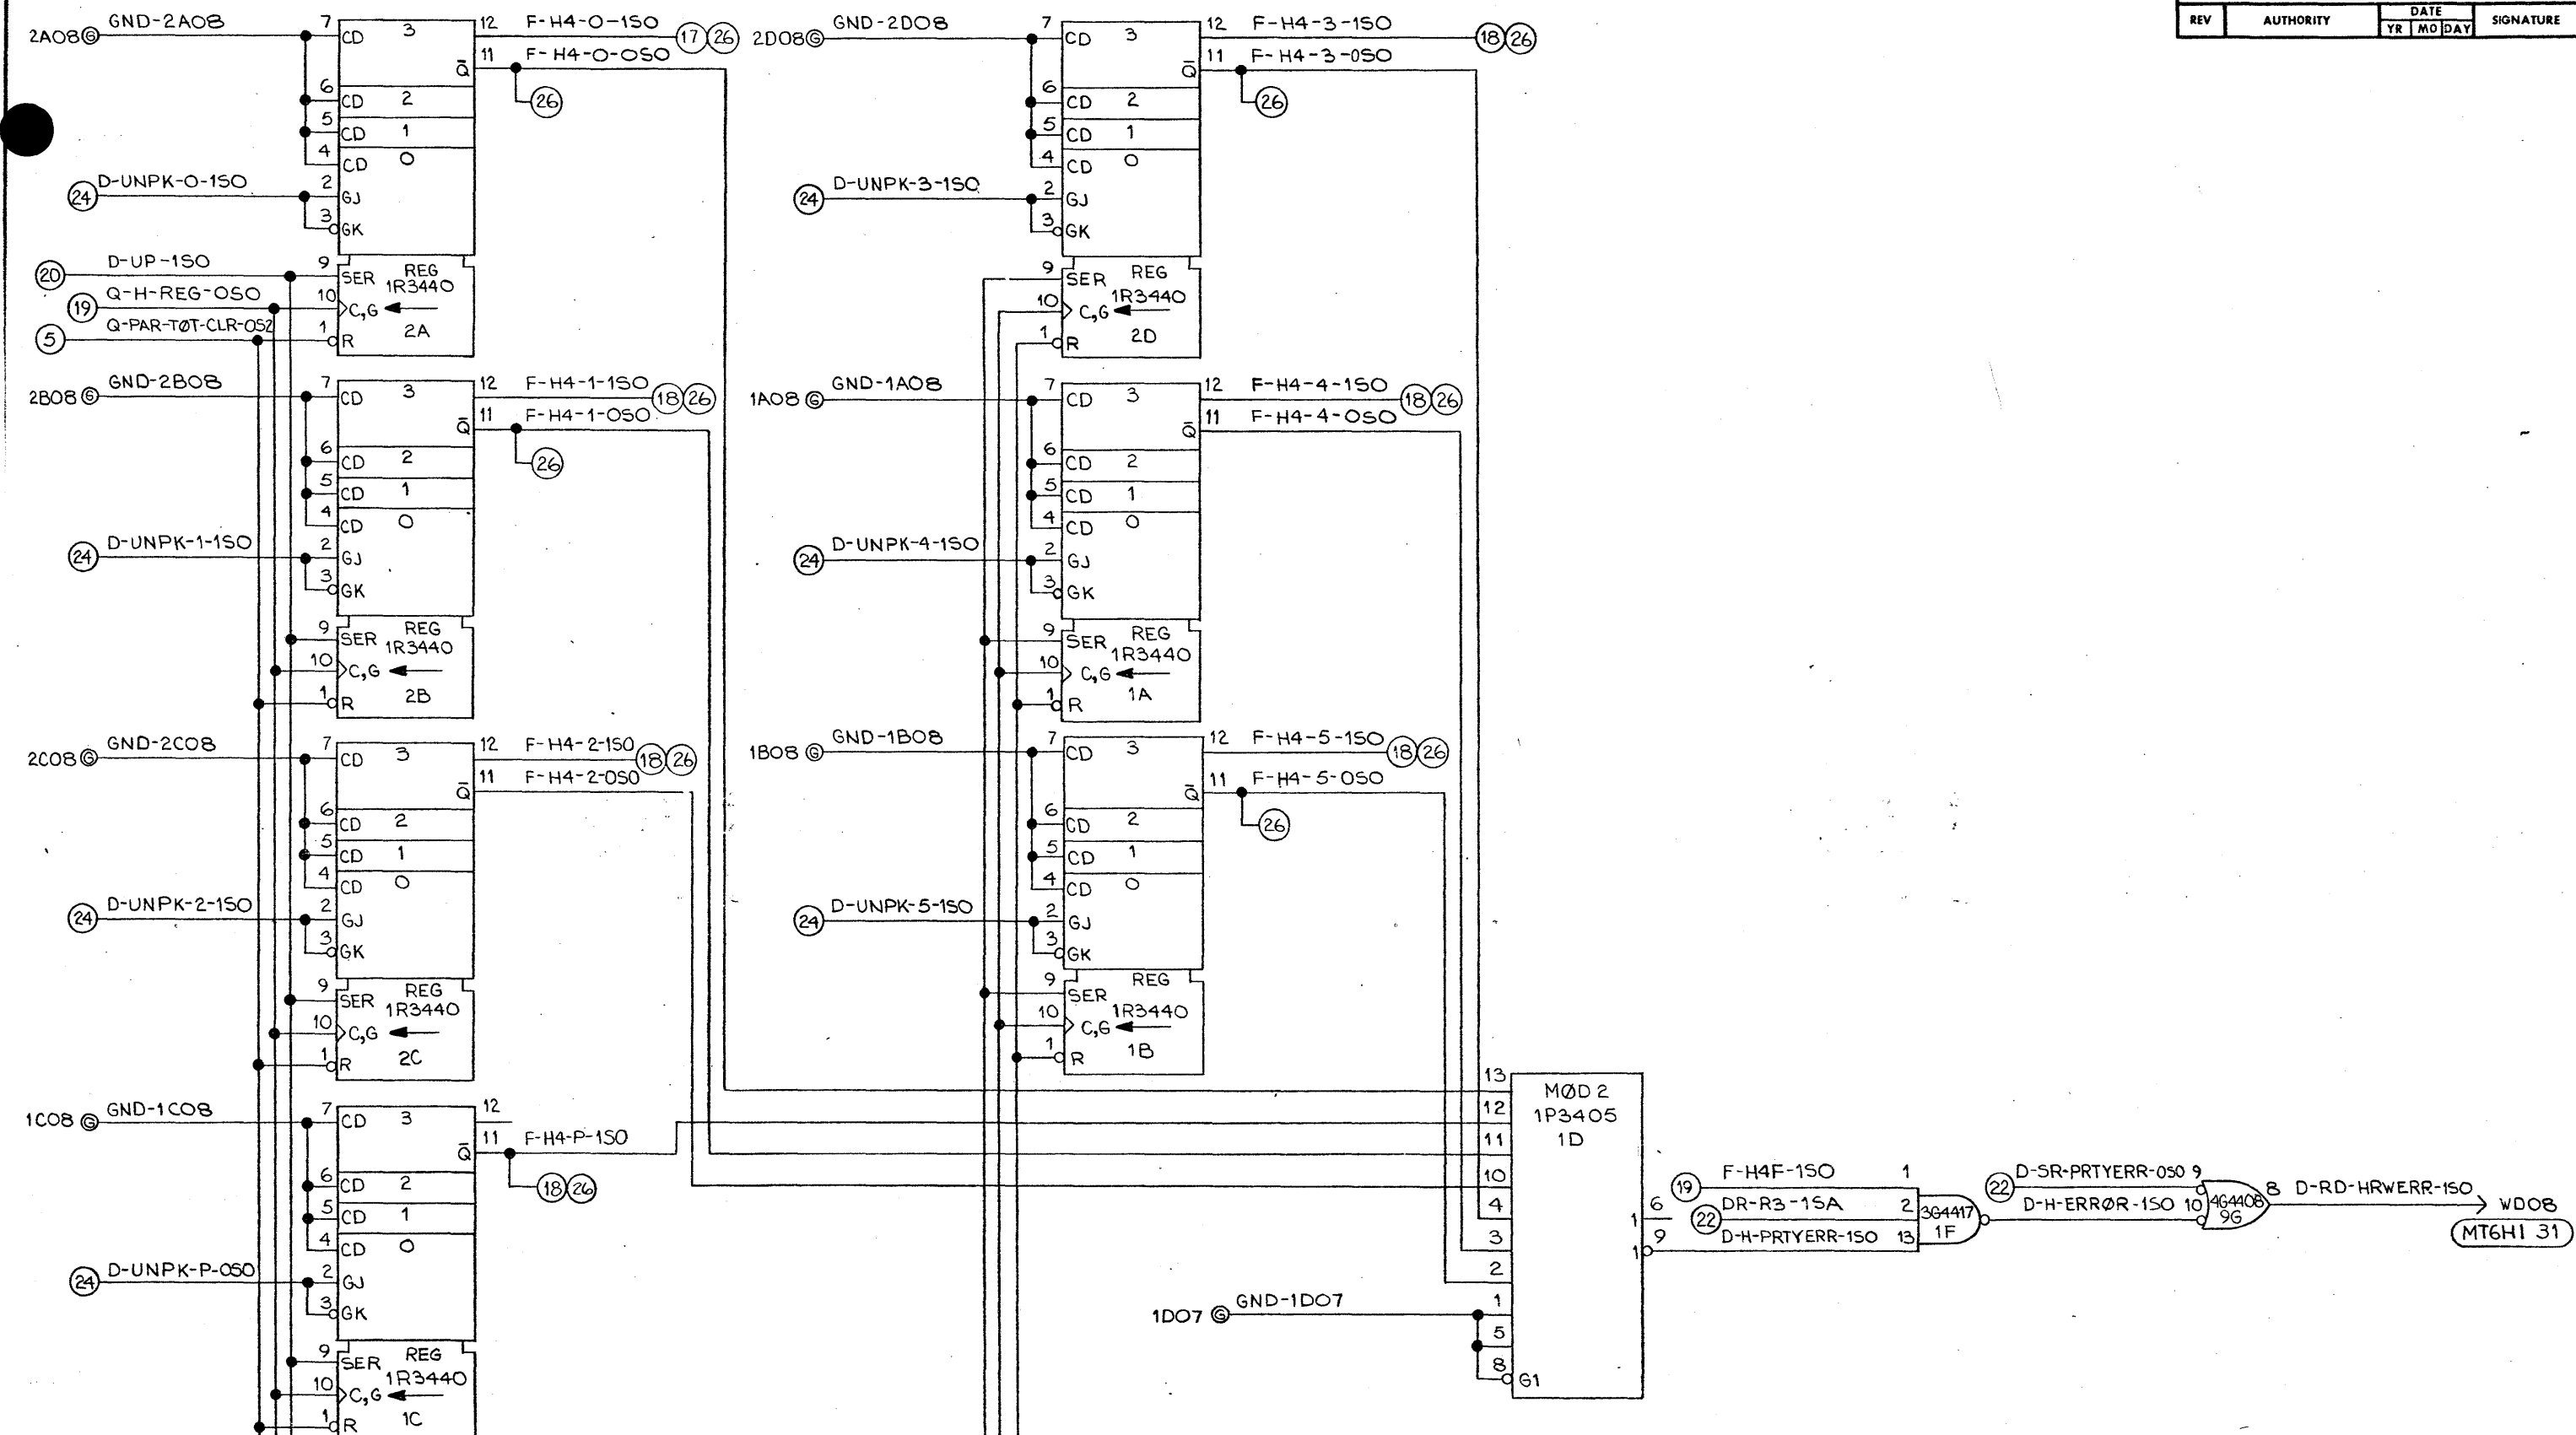 REV AUTHORITY DATE YR MO DAY SIGNATURE
2A08 G GND-2A08 7 CD 3 12 F-H4-0-1SO 17 26
11 F-H4-0-0SO Q̄ 26
6 CD 2
5 CD 1
4 CD 0
24 D-UNPK-0-1SO 2 GJ
3 GK
20 D-UP-1SO 9 SER REG
1R3440
19 Q-H-REG-0SO 10 C,G
2A
5 Q-PAR-TØT-CLR-0S2 1 R
2B08 G GND-2B08 7 CD 3 12 F-H4-1-1SO 18 26
11 F-H4-1-0SO Q̄ 26
6 CD 2
5 CD 1
4 CD 0
24 D-UNPK-1-1SO 2 GJ
3 GK
9 SER REG
1R3440
10 C,G
2B
1 R
2C08 G GND-2C08 7 CD 3 12 F-H4-2-1SO 18 26
11 F-H4-2-0SO Q̄
6 CD 2
5 CD 1
4 CD 0
24 D-UNPK-2-1SO 2 GJ
3 GK
9 SER REG
1R3440
10 C,G
2C
1 R
1C08 G GND-1C08 7 CD 3 12
11 F-H4-P-1SO Q̄ 18 26
6 CD 2
5 CD 1
4 CD 0
24 D-UNPK-P-0SO 2 GJ
3 GK
9 SER REG
1R3440
10 C,G
1C
1 R
2D08 G GND-2D08 7 CD 3 12 F-H4-3-1SO 18 26
11 F-H4-3-0SO Q̄ 26
6 CD 2
5 CD 1
4 CD 0
24 D-UNPK-3-1SO 2 GJ
3 GK
9 SER REG
1R3440
10 C,G
2D
1 R
1A08 G GND-1A08 7 CD 3 12 F-H4-4-1SO 18 26
11 F-H4-4-0SO Q̄
6 CD 2
5 CD 1
4 CD 0
24 D-UNPK-4-1SO 2 GJ
3 GK
9 SER REG
1R3440
10 C,G
1A
1 R
1B08 G GND-1B08 7 CD 3 12 F-H4-5-1SO 18 26
11 F-H4-5-0SO Q̄ 26
6 CD 2
5 CD 1
4 CD 0
24 D-UNPK-5-1SO 2 GJ
3 GK
9 SER REG
1R3440
10 C,G
1B
1 R
13 MØD 2
12 1P3405
11 1D
10
4
3
2
1D07 G GND-1D07 1
5
8 G1
6 1
9 1
19 F-H4F-1SO 1
22 DR-R3-1SA 2 3G4417
D-H-PRTYERR-1SO 13 1F
22 D-SR-PRTYERR-0SO 9
D-H-ERRØR-1SO 10 4G4408 9G
8 D-RD-HRWERR-1SO WD08
MT6H1 31